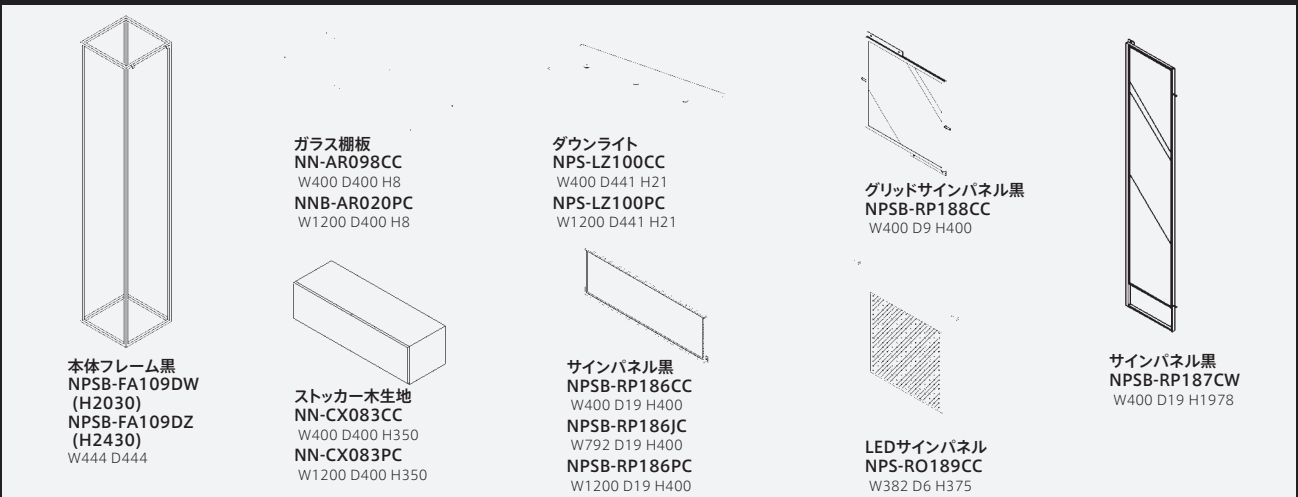 本体フレーム黒
NPSB-FA109DW
(H2030)
NPSB-FA109DZ
(H2430)
W444 D444
ガラス棚板
NN-AR098CC
W400 D400 H8
NNB-AR020PC
W1200 D400 H8
ストッカー木生地
NN-CX083CC
W400 D400 H350
NN-CX083PC
W1200 D400 H350
ダウンライト
NPS-LZ100CC
W400 D441 H21
NPS-LZ100PC
W1200 D441 H21
サインパネル黒
NPSB-RP186CC
W400 D19 H400
NPSB-RP186JC
W792 D19 H400
NPSB-RP186PC
W1200 D19 H400
グリッドサインパネル黒
NPSB-RP188CC
W400 D9 H400
LEDサインパネル
NPS-RO189CC
W382 D6 H375
サインパネル黒
NPSB-RP187CW
W400 D19 H1978